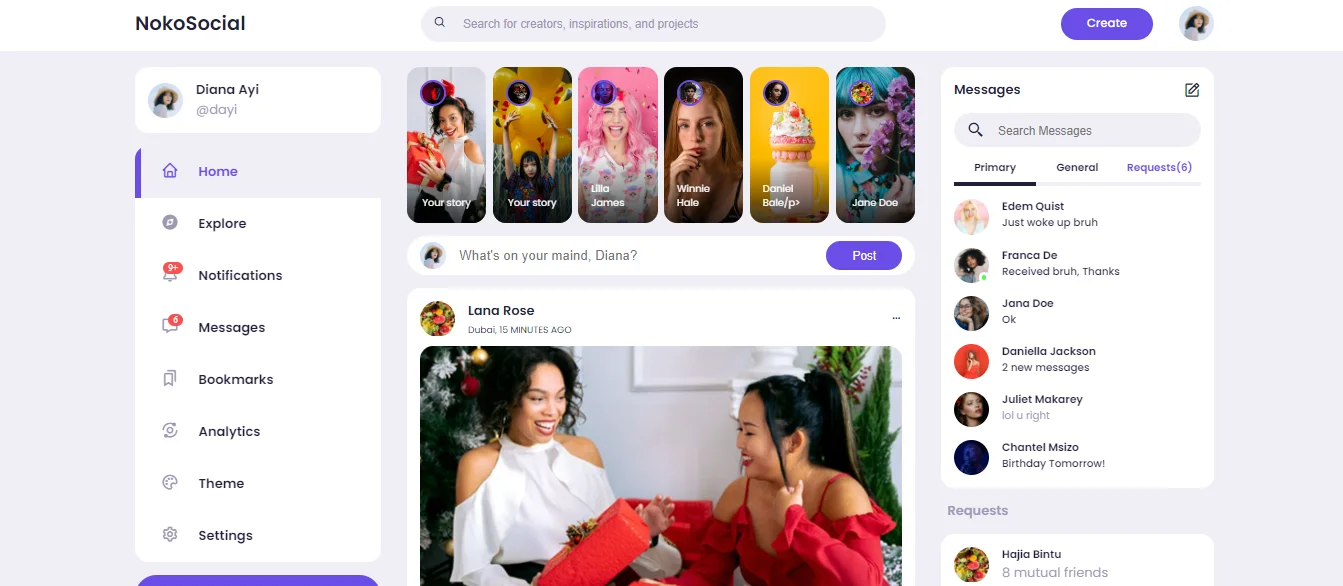 NokoSocial
Search for creators, inspirations, and projects
Create
Diana Ayi
@dayi
Home
Explore
9+
Notifications
6
Messages
Bookmarks
Analytics
Theme
Settings
Your story
Your story
Lilla
James
Winnie
Hale
Daniel
Bale/p>
Jane Doe
What's on your maind, Diana?
Post
Lana Rose
...
Dubai, 15 MINUTES AGO
Messages
Search Messages
Primary
General
Requests(6)
Edem Quist
Just woke up bruh
Franca De
Received bruh, Thanks
Jana Doe
Ok
Daniella Jackson
2 new messages
Juliet Makarey
lol u right
Chantel Msizo
Birthday Tomorrow!
Requests
Hajia Bintu
8 mutual friends